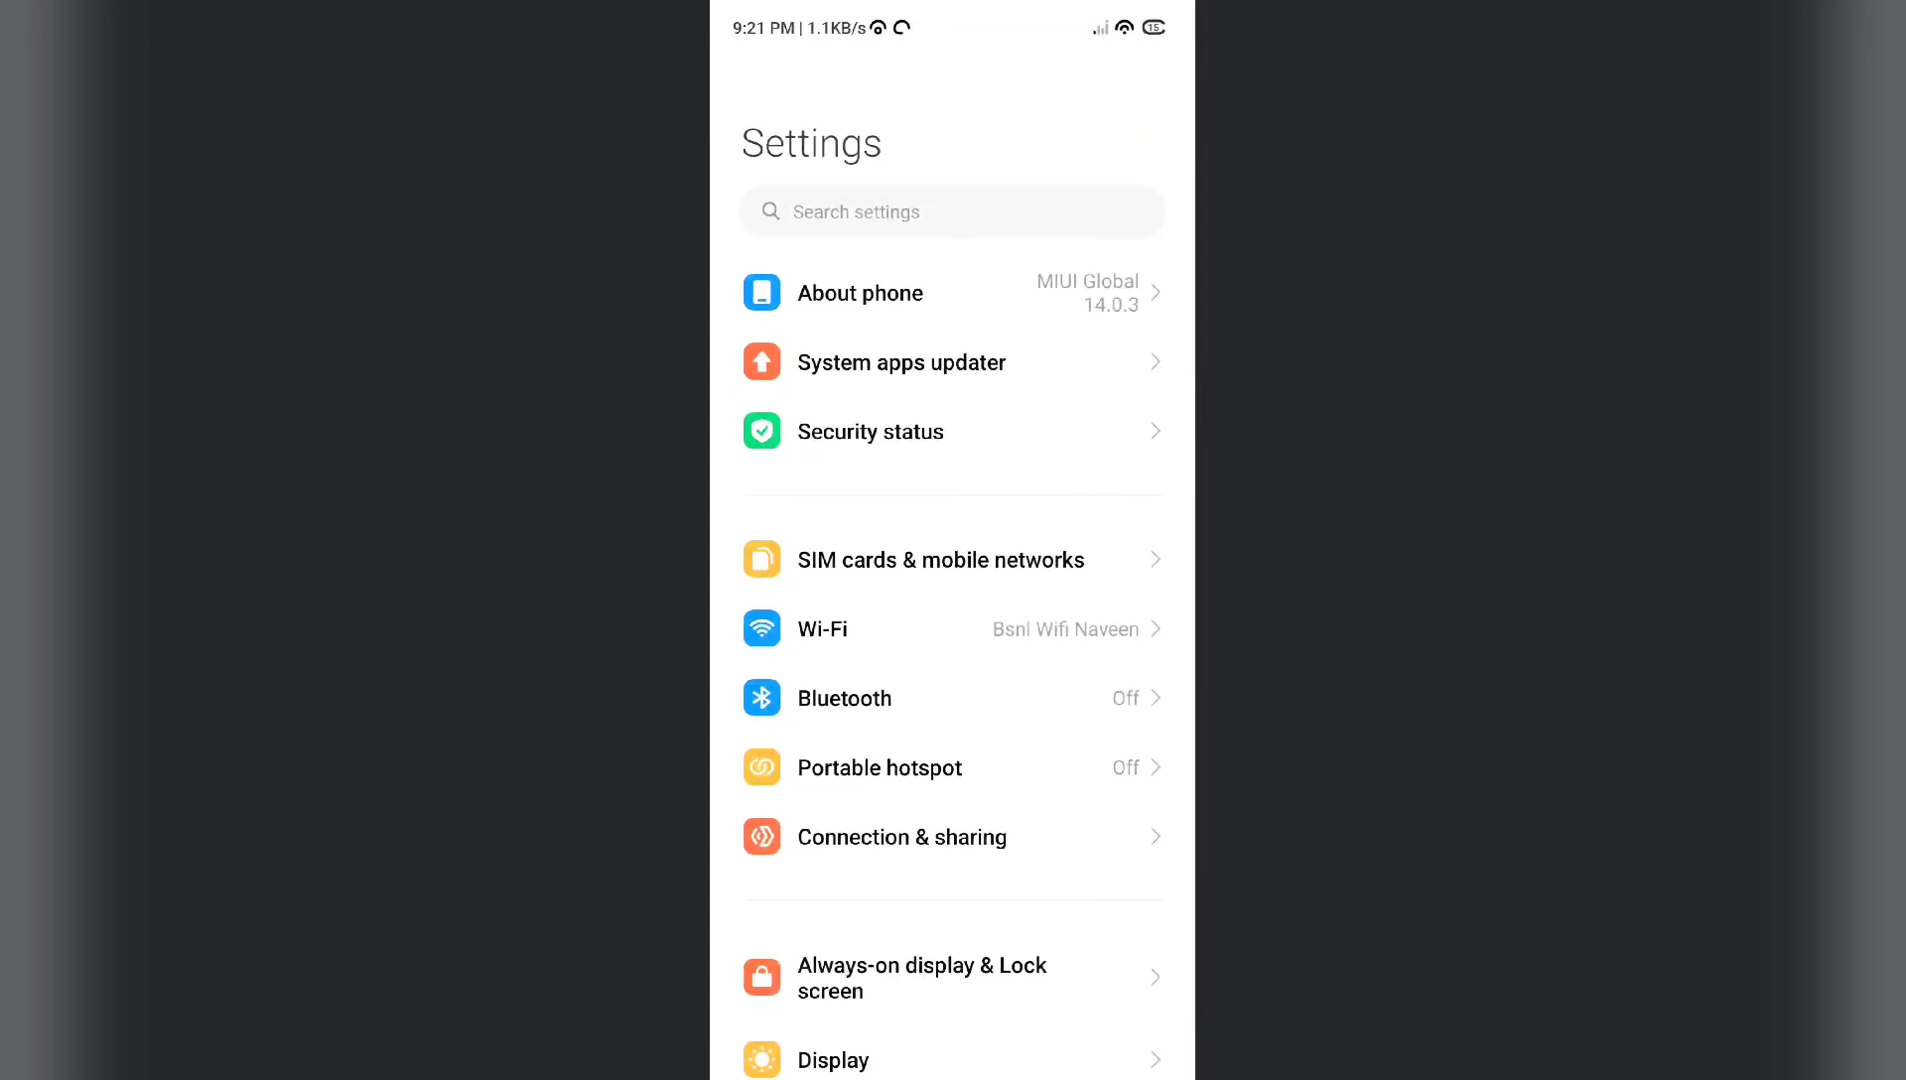 9:21 PM | 1.1KB/s
15
Settings
Search settings
About phone
MIUI Global
14.0.3
System apps updater
Security status
SIM cards & mobile networks
Wi-Fi
Bsnl Wifi Naveen
Bluetooth
Off
Portable hotspot
Off
Connection & sharing
Always-on display & Lock
screen
Display